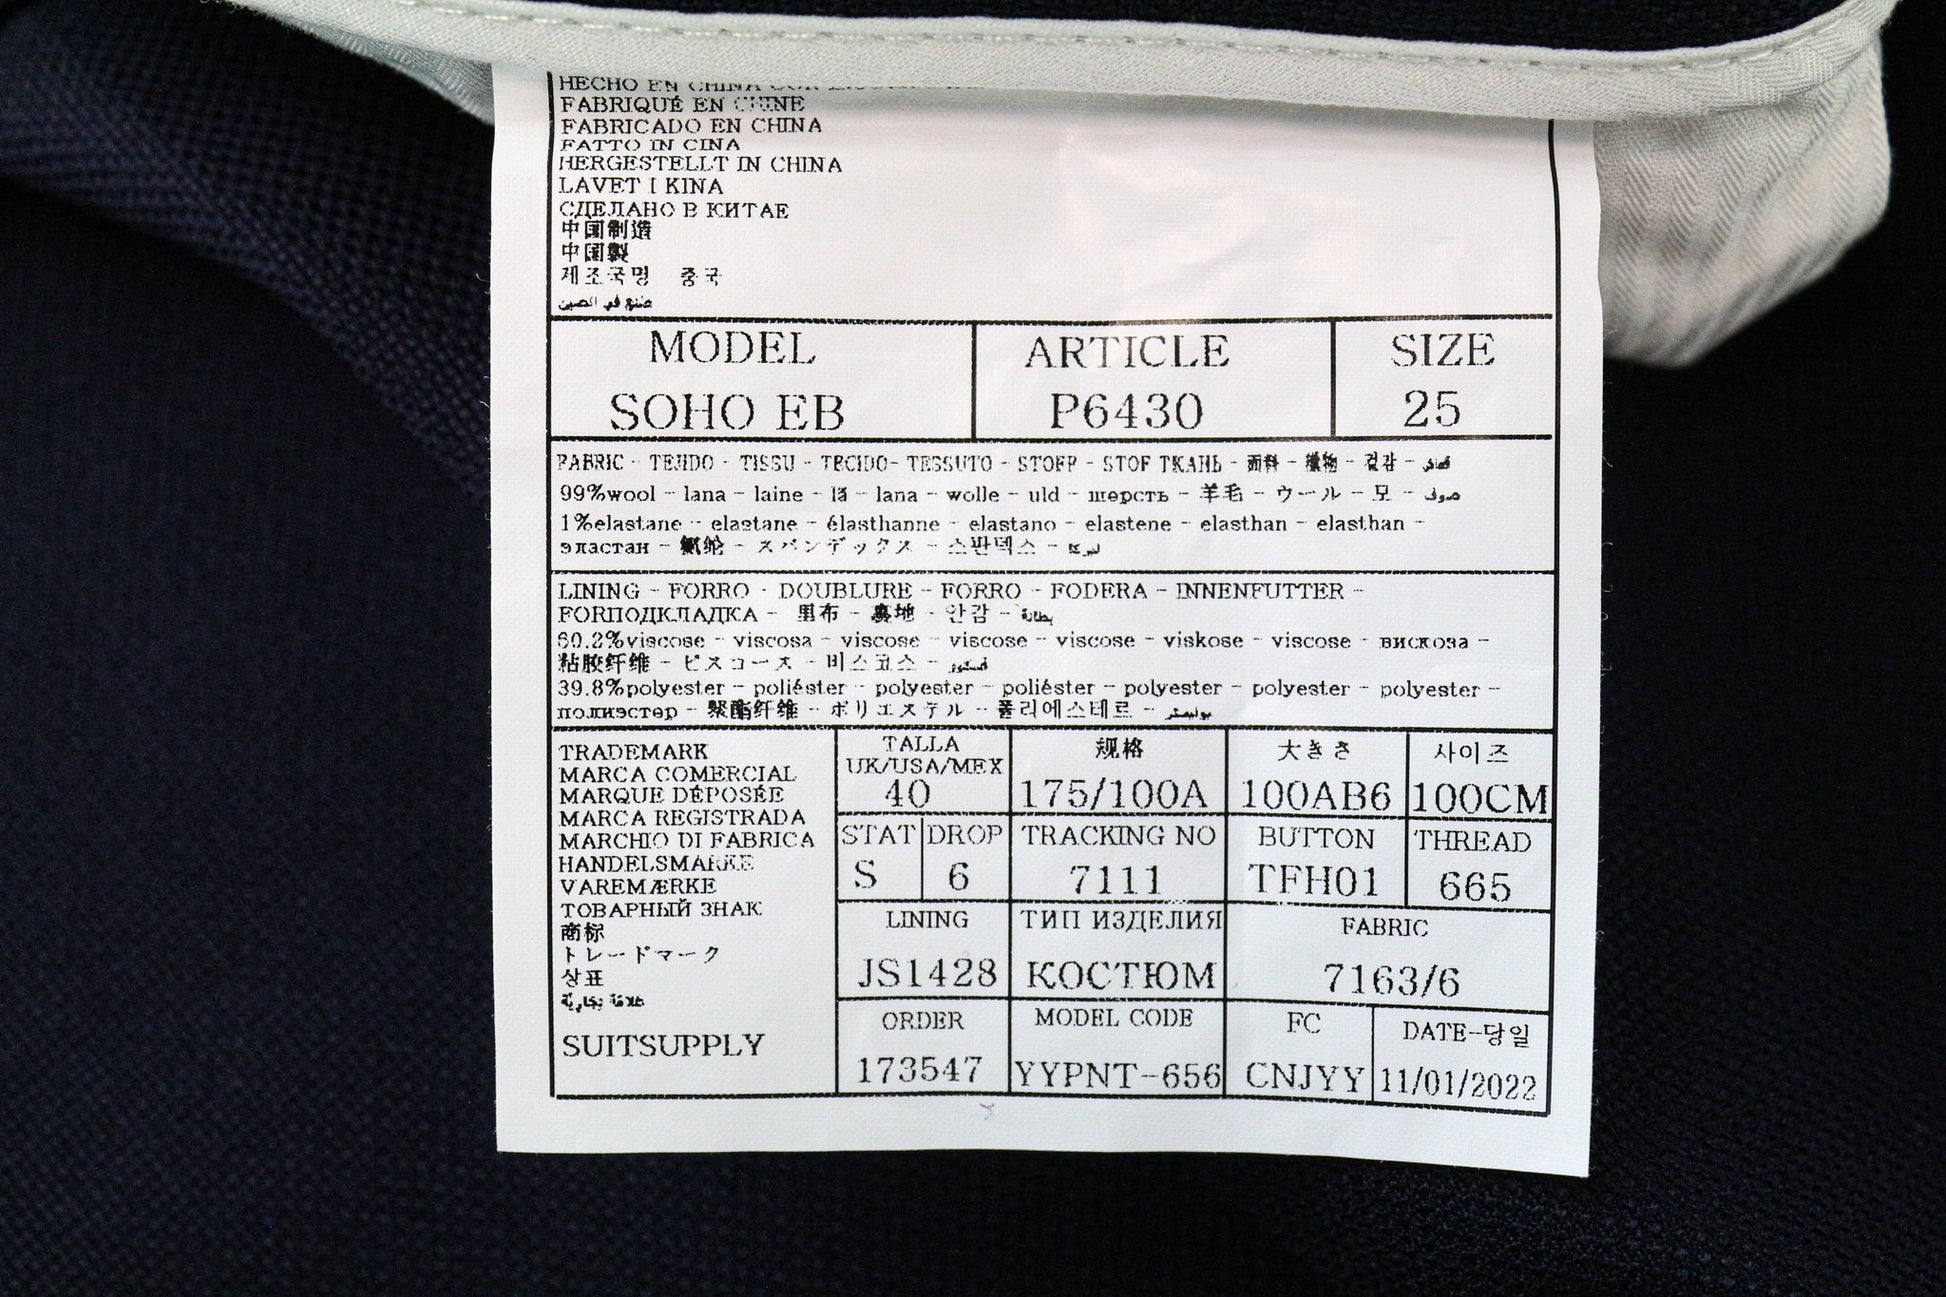 HECHO EN CHINA
FABRIQUÉ EN CHINE
FABRICADO EN CHINA
FATTO IN CINA
HERGESTELLT IN CHINA
LAVET I KINA
СДЕЛАНО В КИТАЕ
中国制造
中国製
제조국명 중국
صنع في الصين
MODEL ARTICLE SIZE
SOHO EB P6430 25
FABRIC - TEJIDO - TISSU - TECIDO- TESSUTO - STOFF - STOF ТКАНЬ - 面料 - 織物 - 겉감 - قماش
99%wool - lana - laine - lã - lana - wolle - uld - шерсть - 羊毛 - ウール - 모 - صوف
1%elastane - elastane - élasthanne - elastano - elastene - elasthan - elasthan -
эластан - 氨纶 - スパンデックス - 스판덱스 -
LINING - FORRO - DOUBLURE - FORRO - FODERA - INNENFUTTER -
FORПОДКЛАДКА - 里布 - 裏地 - 안감 - بطانة
60.2%viscose - viscosa - viscose - viscose - viscose - viskose - viscose - вискоза -
粘胶纤维 - ビスコース - 비스코스 -
39.8%polyester - poliéster - polyester - poliéster - polyester - polyester - polyester -
полиэстер - 聚酯纤维 - ポリエステル - 폴리에스테르 - بوليستر
TRADEMARK
MARCA COMERCIAL
MARQUE DÉPOSÉE
MARCA REGISTRADA
MARCHIO DI FABRICA
HANDELSMARKE
VAREMÆRKE
ТОВАРНЫЙ ЗНАК
商标
トレードマーク
상표
علامة تجارية
SUITSUPPLY
TALLA 规格 大きさ 사이즈
UK/USA/MEX
40 175/100A 100AB6 100CM
STAT DROP TRACKING NO BUTTON THREAD
S 6 7111 TFH01 665
LINING ТИП ИЗДЕЛИЯ FABRIC
JS1428 КОСТЮМ 7163/6
ORDER MODEL CODE FC DATE-당일
173547 YYPNT-656 CNJYY 11/01/2022